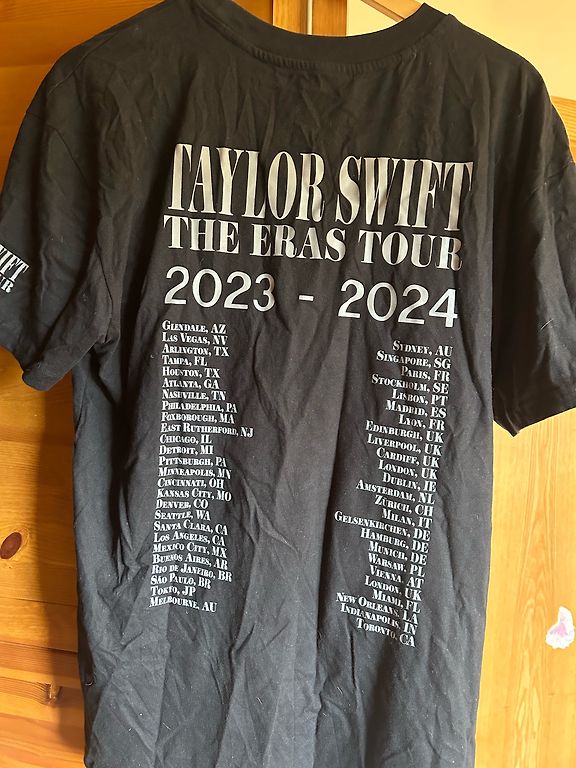 TAYLOR SWIFT
THE ERAS TOUR
2023 - 2024
GLENDALE, AZ
LAS VEGAS, NV
ARLINGTON, TX
TAMPA, FL
HOUNTON, TX
ATLANTA, GA
NASHVILLE, TN
PHILADELPHIA, PA
FOXBOROUGH, MA
EAST RUTHERFORD, NJ
CHICAGO, IL
DETROIT, MI
PITTSBURGH, PA
MINNEAPOLIS, MN
CINCINNATI, OH
KANSAS CITY, MO
DENVER, CO
SEATTLE, WA
SANTA CLARA, CA
LOS ANGELES, CA
MEXICO CITY, MX
BUENOS AIRES, AR
RIO DE JANEIRO, BR
SÃO PAULO, BR
TOKYO, JP
MELBOURNE, AU
SYDNEY, AU
SINGAPORE, SG
PARIS, FR
STOCKHOLM, SE
LISBON, PT
MADRID, ES
LYON, FR
EDINBURGH, UK
LIVERPOOL, UK
CARDIFF, UK
LONDON, UK
DUBLIN, IE
AMSTERDAM, NL
ZÜRICH, CH
MILAN, IT
GELSENKIRCHEN, DE
HAMBURG, DE
MUNICH, DE
WARSAW, PL
VIENNA, AT
LONDON, UK
MIAMI, FL
NEW ORLEANS, LA
INDIANAPOLIS, IN
TORONTO, CA